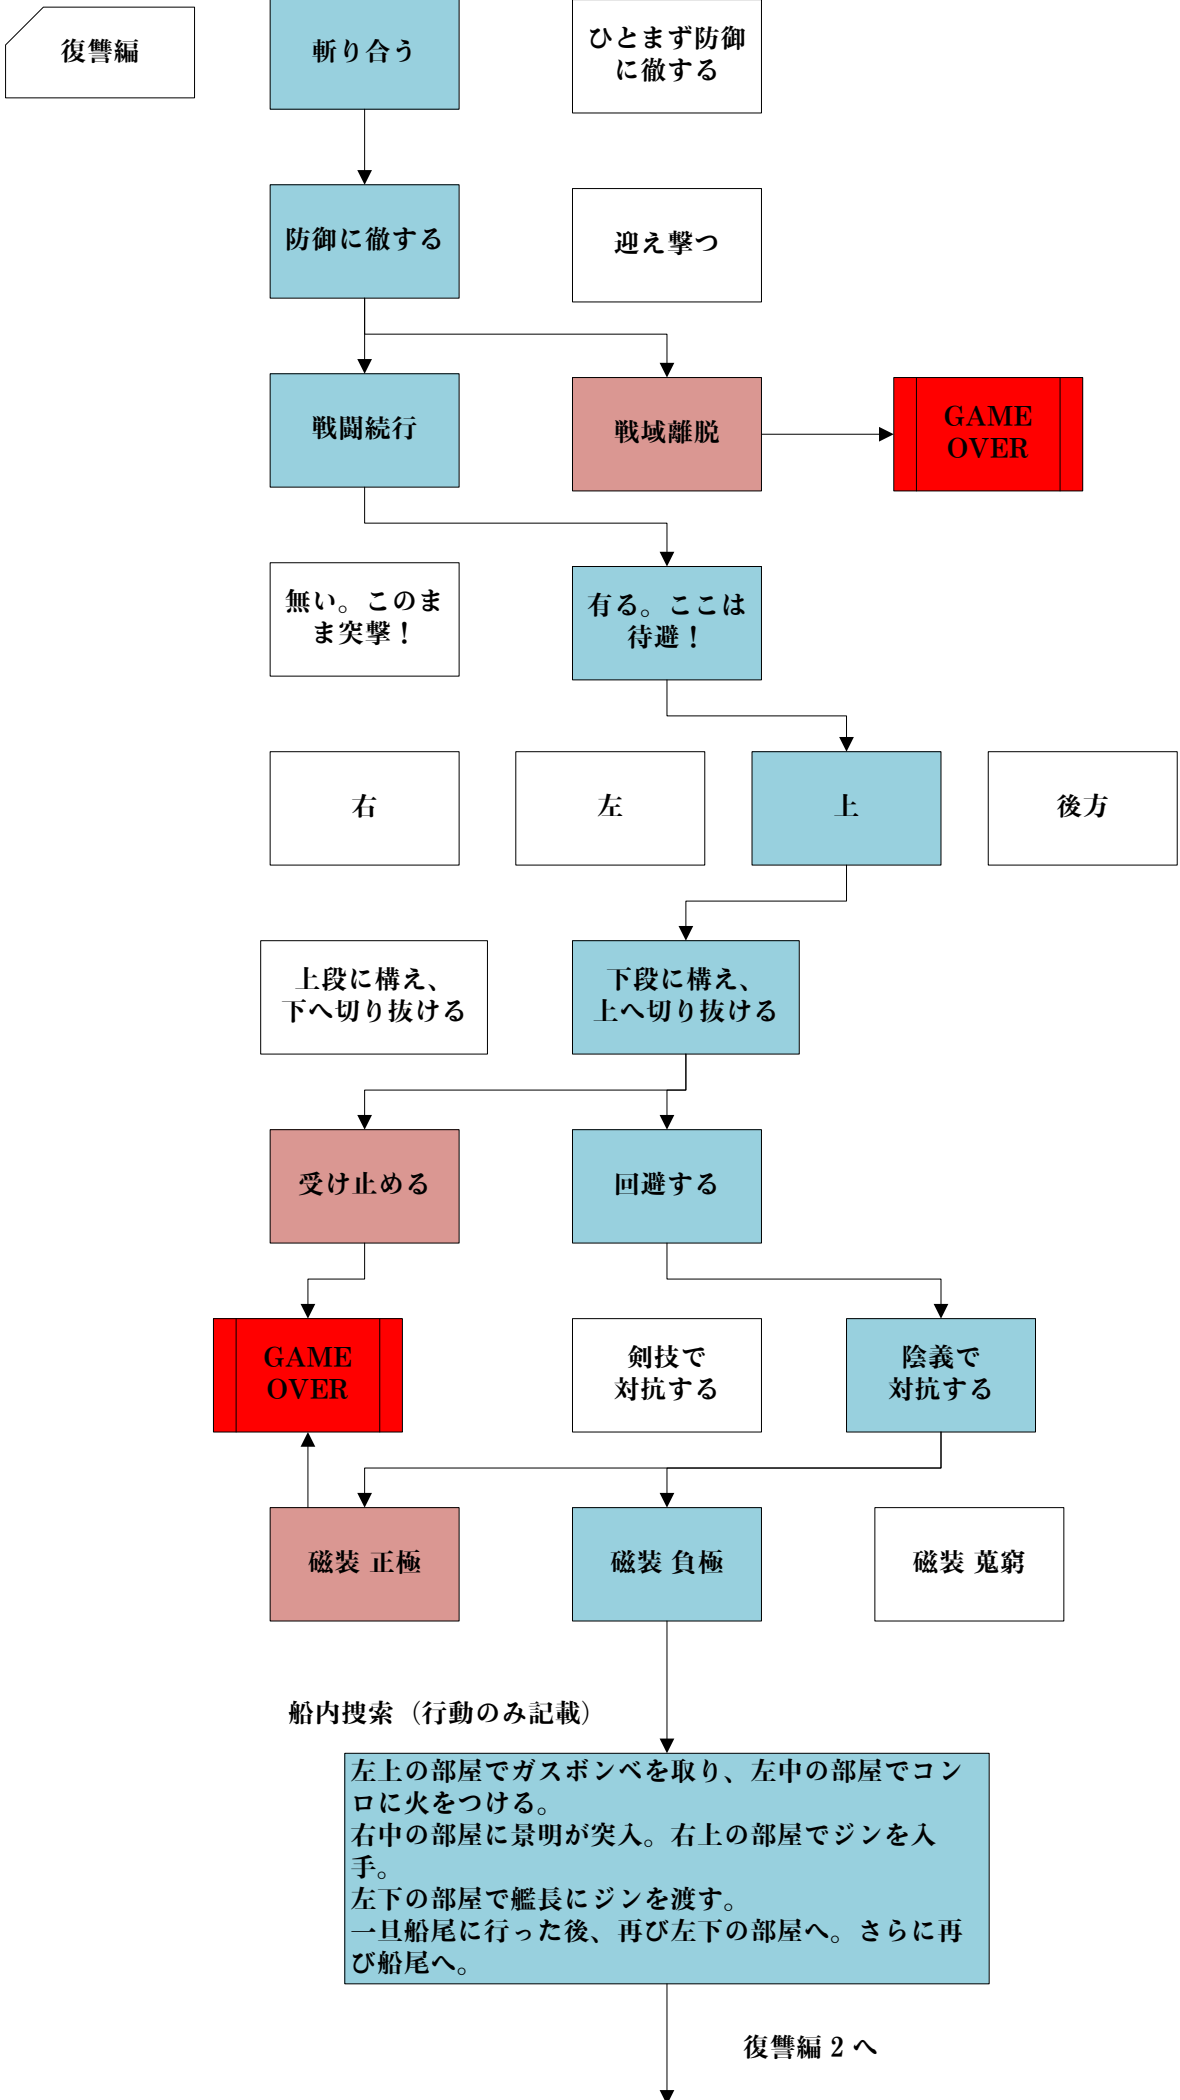 復讐編
斬り合う
ひとまず防御
に徹する
防御に徹する
迎え撃つ
戦闘続行
戦域離脱
GAME
OVER
無い。このま
ま突撃！
有る。ここは
待避！
右
左
上
後方
上段に構え、
下へ切り抜ける
下段に構え、
上へ切り抜ける
受け止める
回避する
GAME
OVER
剣技で
対抗する
陰義で
対抗する
磁装 正極
磁装 負極
磁装 蒐窮
船内捜索（行動のみ記載）
左上の部屋でガスボンベを取り、左中の部屋でコン
ロに火をつける。
右中の部屋に景明が突入。右上の部屋でジンを入
手。
左下の部屋で艦長にジンを渡す。
一旦船尾に行った後、再び左下の部屋へ。さらに再
び船尾へ。
復讐編 2 へ